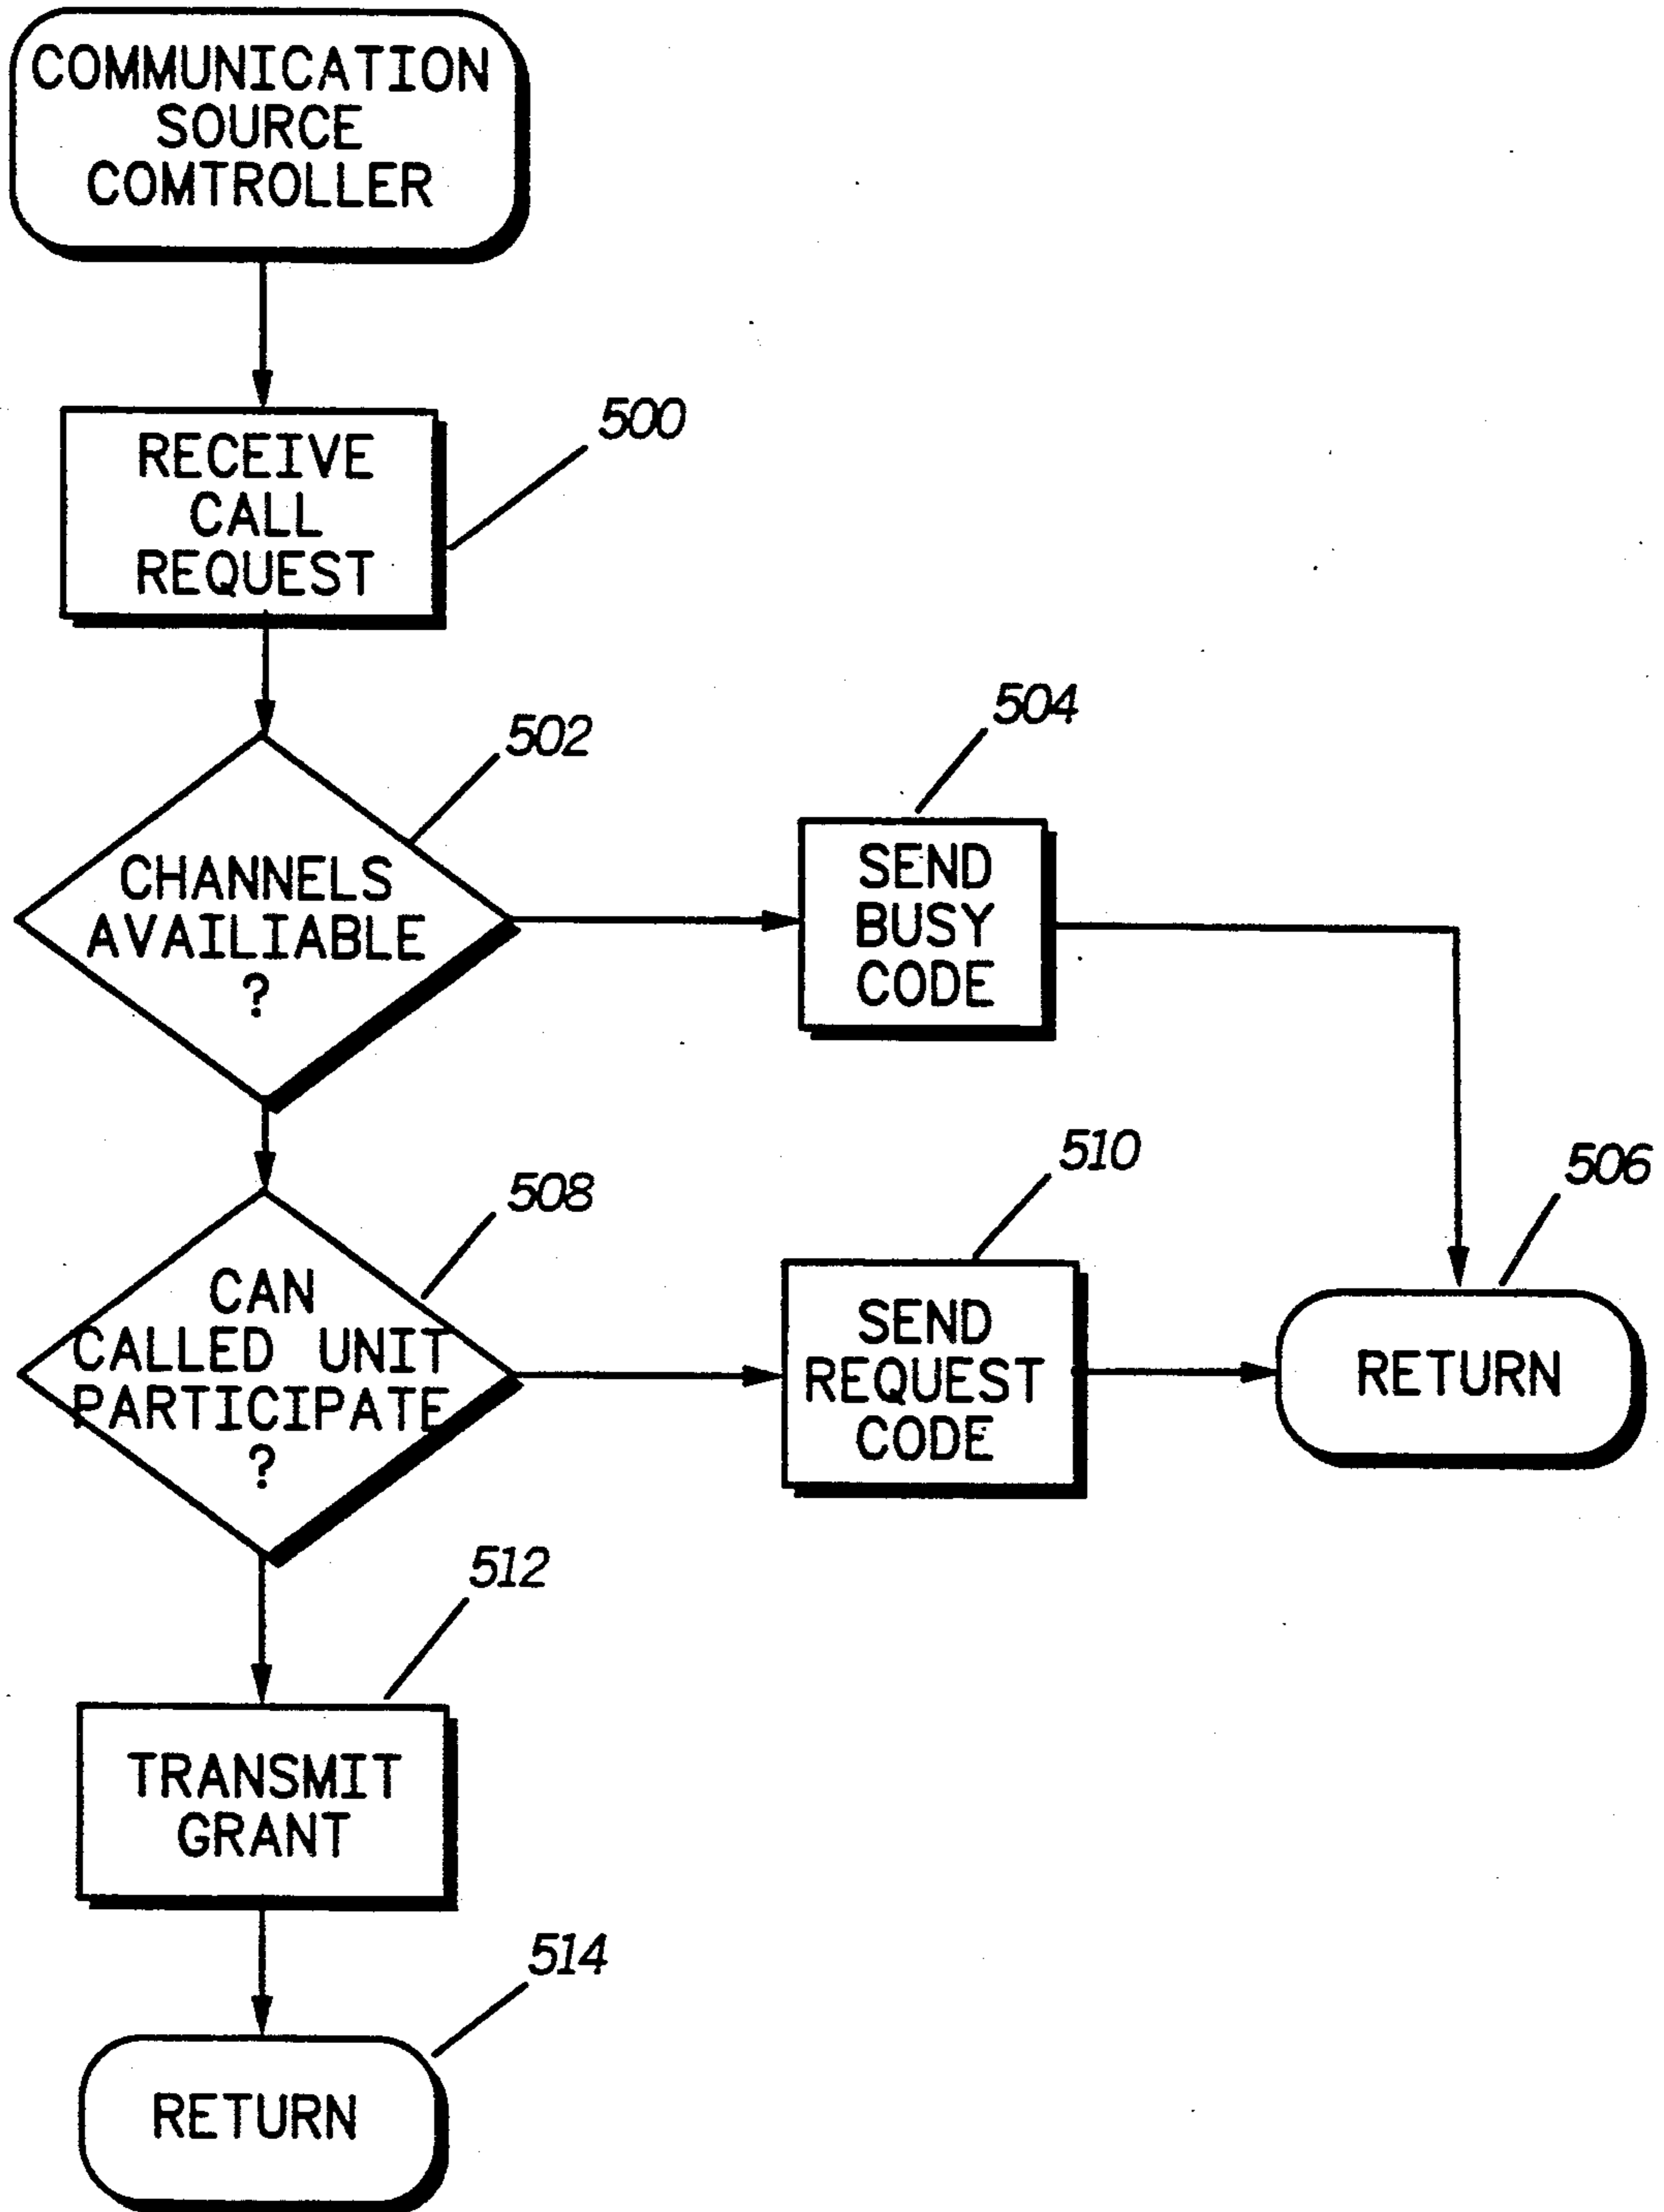 COMMUNICATION
SOURCE
COMTROLLER
500
RECEIVE
CALL
REQUEST
502
504
CHANNELS
AVAILIABLE
?
SEND
BUSY
CODE
508
510
506
CAN
CALLED UNIT
PARTICIPATE
?
SEND
REQUEST
CODE
RETURN
512
TRANSMIT
GRANT
514
RETURN